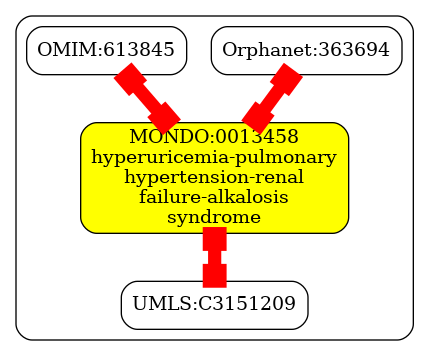 OMIM:613845
Orphanet:363694
MONDO:0013458
hyperuricemia-pulmonary
hypertension-renal
failure-alkalosis
syndrome
UMLS:C3151209